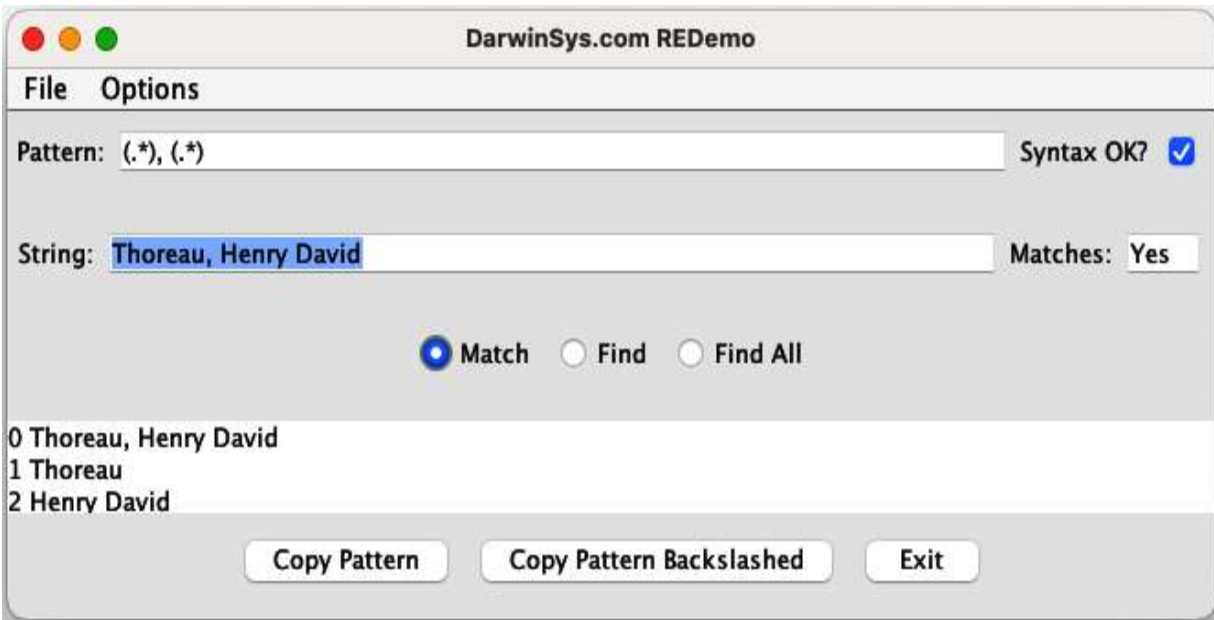 DarwinSys.com REDemo
File Options
Pattern: (.*), (.*) Syntax OK?
String: Thoreau, Henry David Matches: Yes
Match Find Find All
0 Thoreau, Henry David
1 Thoreau
2 Henry David
Copy Pattern Copy Pattern Backslashed Exit